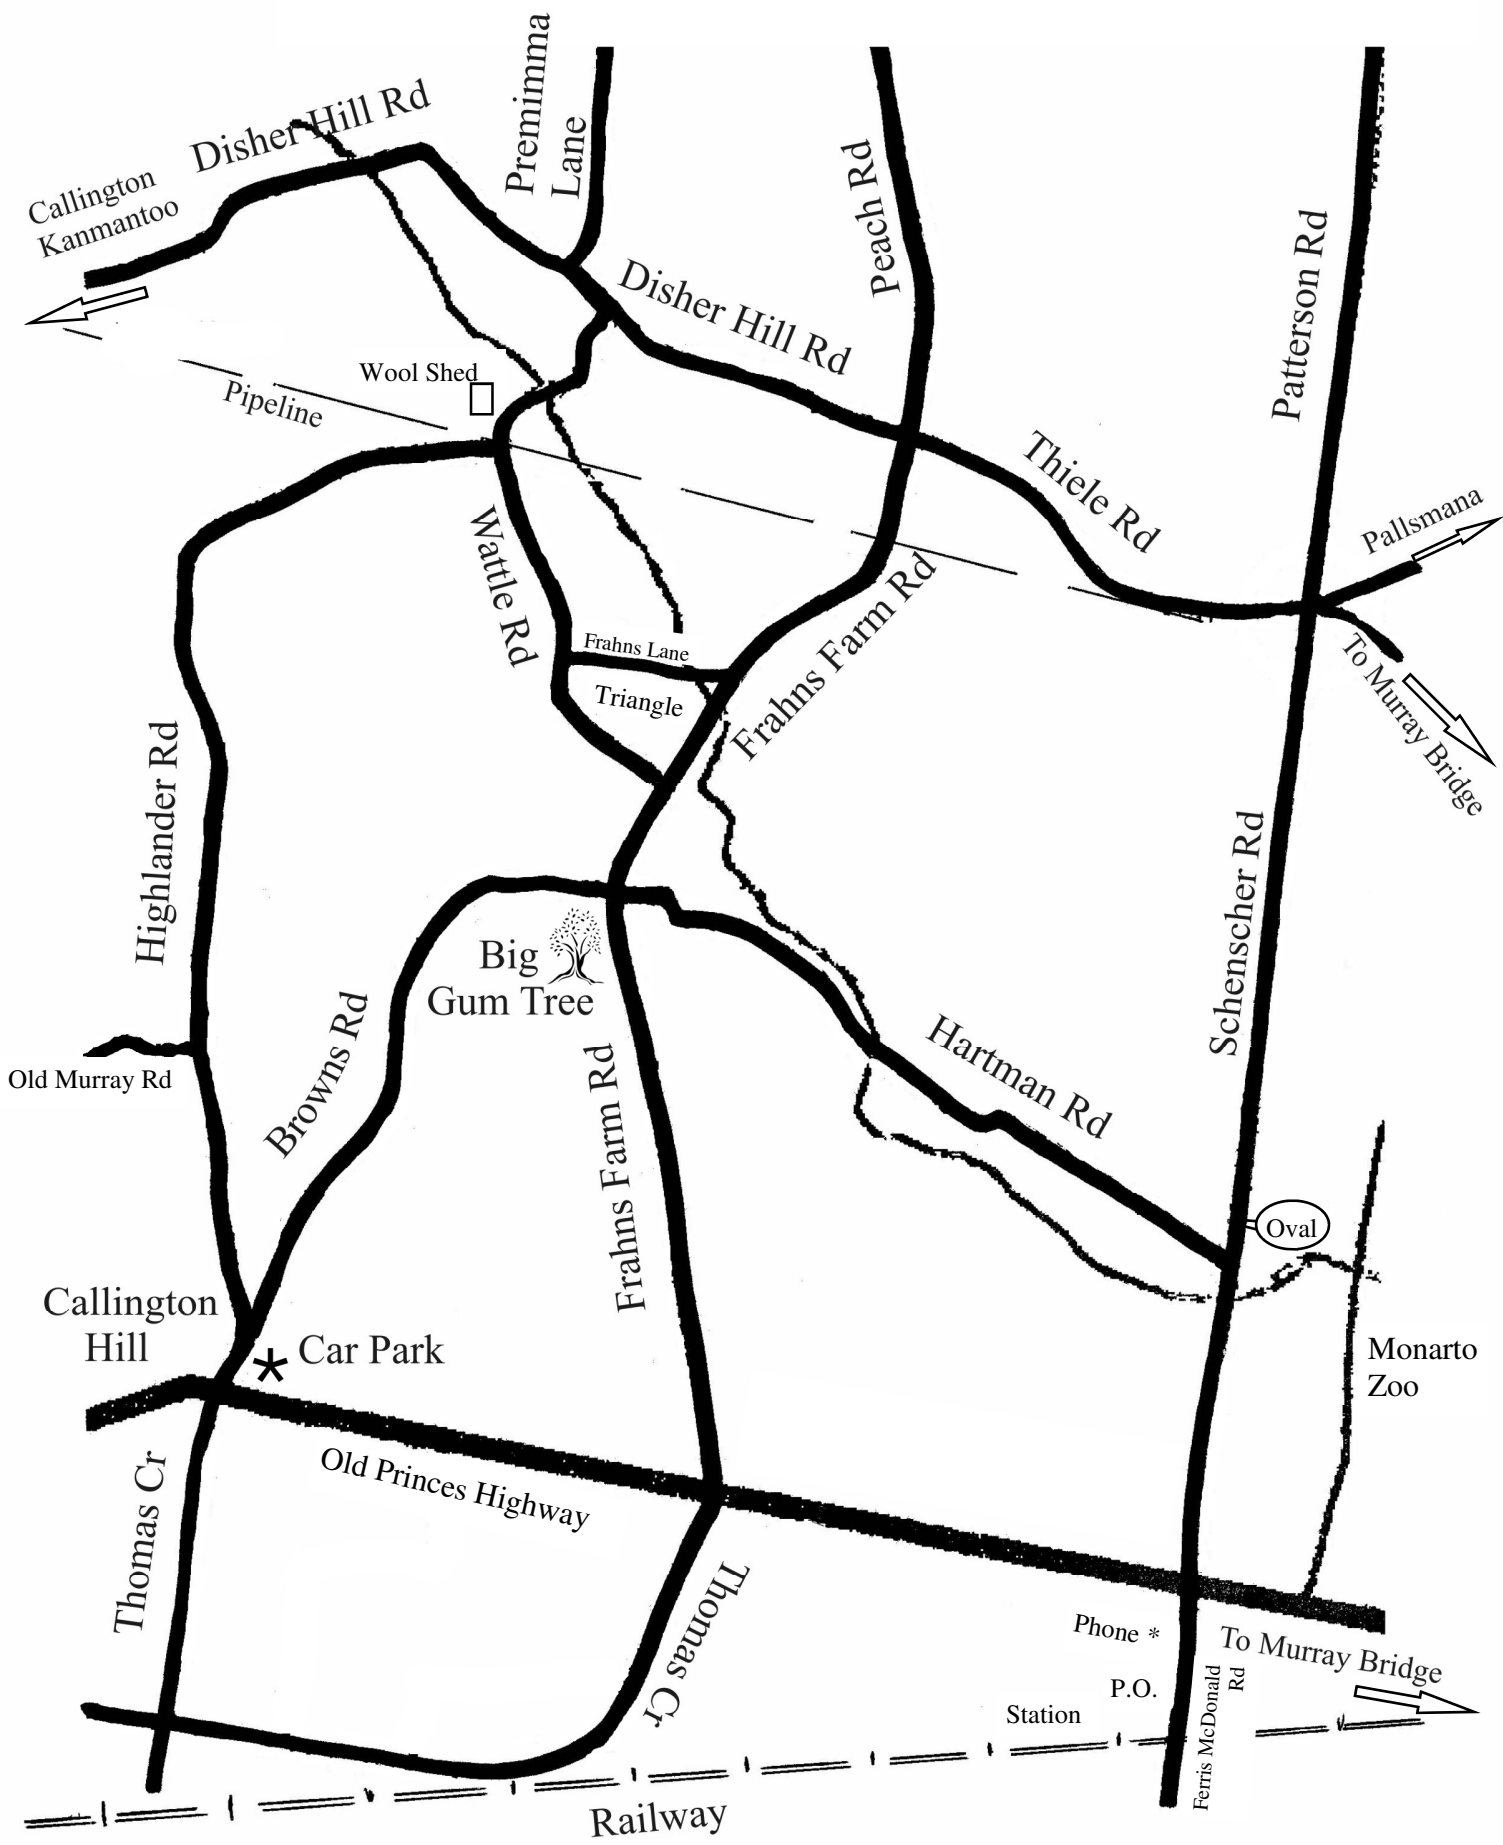 Premimma
Lane
Disher Hill Rd
Callington
Kanmantoo
Peach Rd
Patterson Rd
Disher Hill Rd
Wool Shed
Pipeline
Thiele Rd
Pallsmana
Wattle Rd
Frahns Farm Rd
Frahns Lane
Triangle
To Murray Bridge
Highlander Rd
Schenscher Rd
Big
Gum Tree
Browns Rd
Hartman Rd
Old Murray Rd
Frahns Farm Rd
Oval
Callington
Hill
Car Park
Monarto
Zoo
Old Princes Highway
Thomas Cr
Thomas Cr
Phone *
To Murray Bridge
P.O.
Ferris McDonald
Rd
Station
Railway